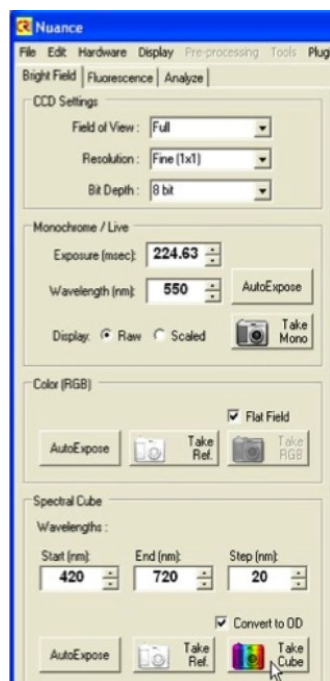 Nuance
File Edit Hardware Display Pre-processing Tools Plug
Bright Field Fluorescence Analyze
CCD Settings
Field of View : Full
Resolution : Fine (1x1)
Bit Depth : 8 bit
Monochrome / Live
Exposure (msec): 224.63
Wavelength (nm): 550 AutoExpose
Display: Raw Scaled Take Mono
Color (RGB)
Flat Field
AutoExpose Take Ref. Take RGB
Spectral Cube
Wavelengths :
Start (nm): End (nm): Step (nm):
420 720 20
Convert to OD
AutoExpose Take Ref. Take Cube